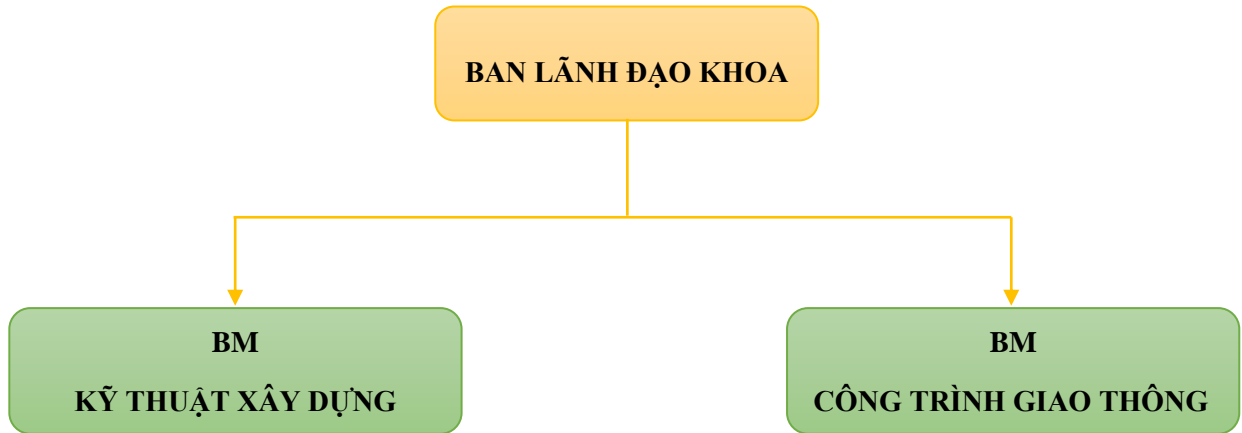 BAN LÃNH ĐẠO KHOA
BM
KỸ THUẬT XÂY DỰNG
BM
CÔNG TRÌNH GIAO THÔNG